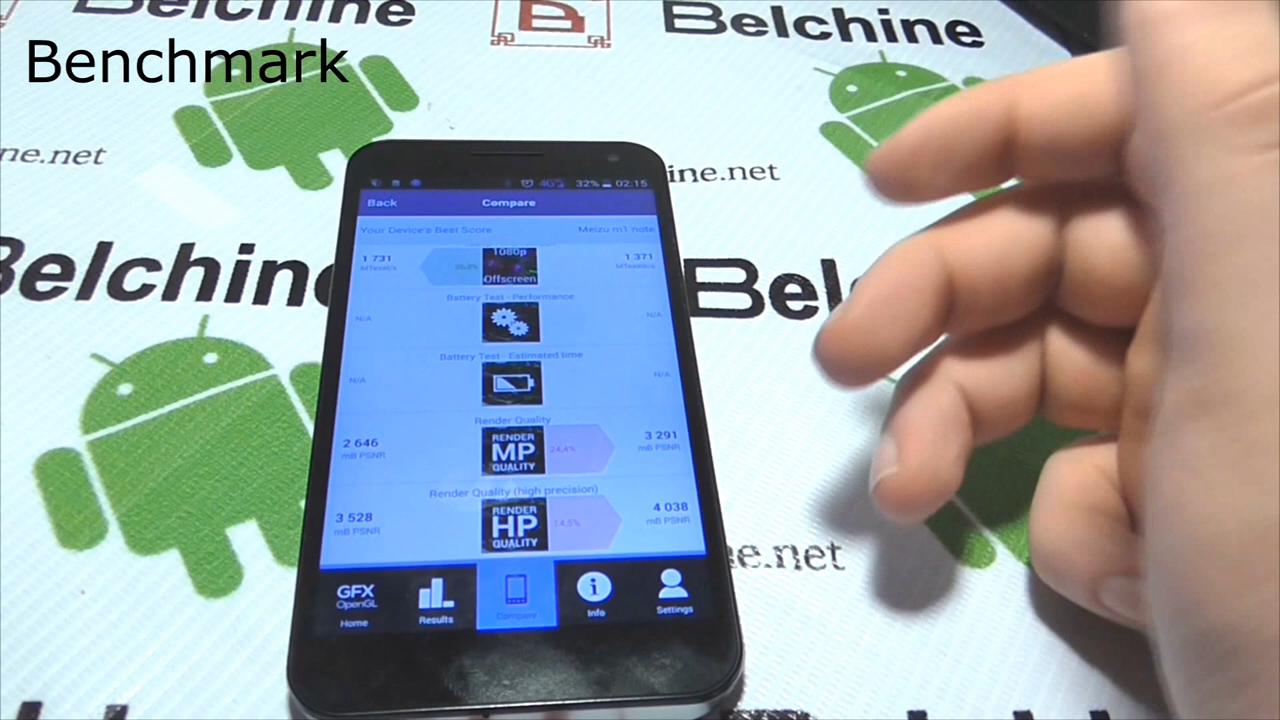 Belchine
Belchine
Benchmark
ne.net
ine.net
Belchine
Bel
e.net
4G
32%
02:15
Back
Compare
Your Device's Best Score
Meizu m1 note
1 731
MTexel/s
1080p
Offscreen
1 371
MTexel/s
Battery Test - Performance
N/A
N/A
Battery Test - Estimated time
N/A
N/A
Render Quality
2 646
mB PSNR
RENDER
MP
QUALITY
24,4%
3 291
mB PSNR
Render Quality (high precision)
3 528
mB PSNR
RENDER
HP
QUALITY
14,5%
4 038
mB PSNR
GFX
OpenGL
Home
Results
Compare
Info
Settings